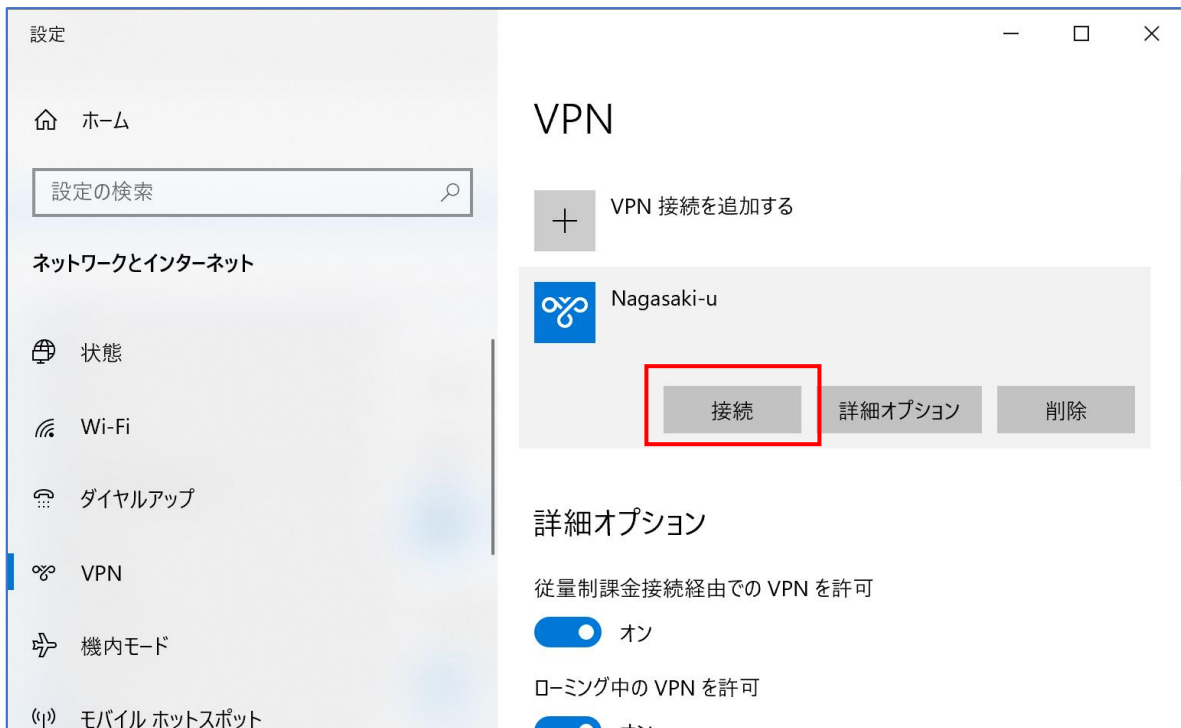 設定
ホーム
設定の検索
ネットワークとインターネット
状態
Wi-Fi
ダイヤルアップ
VPN
機内モード
モバイル ホットスポット
VPN
VPN 接続を追加する
Nagasaki-u
接続
詳細オプション
削除
詳細オプション
従量制課金接続経由での VPN を許可
オン
ローミング中の VPN を許可
オン